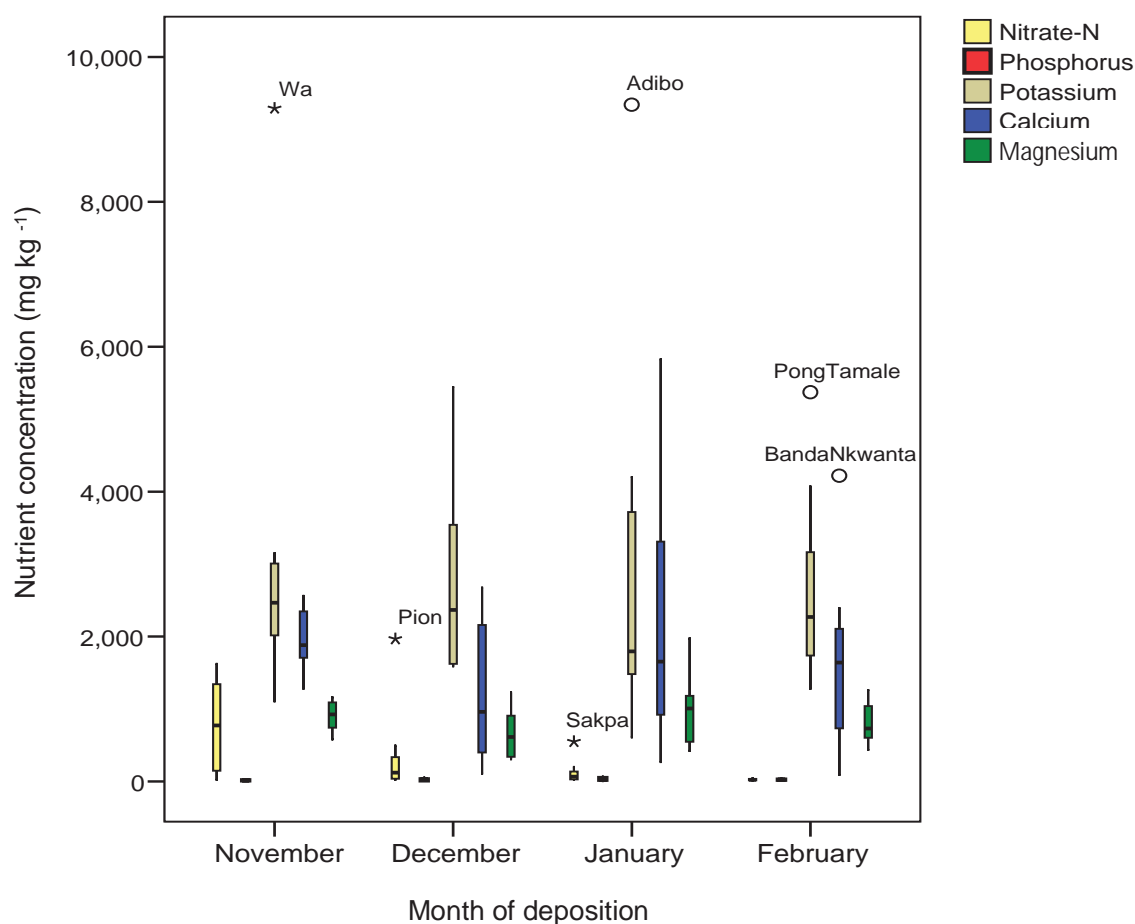 Nitrate-N
Phosphorus
Potassium
Calcium
Magnesium
Nutrient concentration (mg kg -1)
10,000
8,000
6,000
4,000
2,000
0
Wa
Adibo
PongTamale
BandaNkwanta
Pion
Sakpa
November December January February
Month of deposition